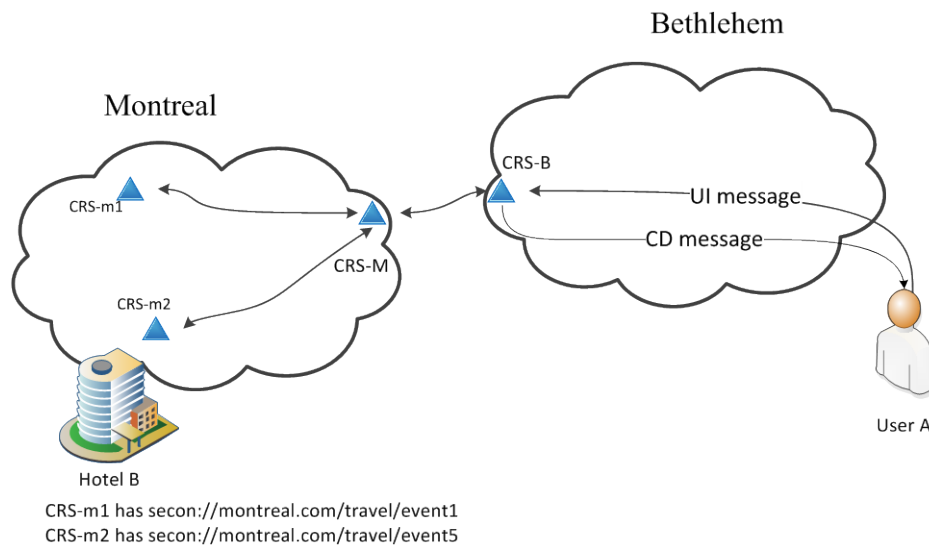 Bethlehem
Montreal
CRS-B
CRS-m1
UI message
CD message
CRS-M
CRS-m2
User A
Hotel B
CRS-m1 has secon://montreal.com/travel/event1
CRS-m2 has secon://montreal.com/travel/event5